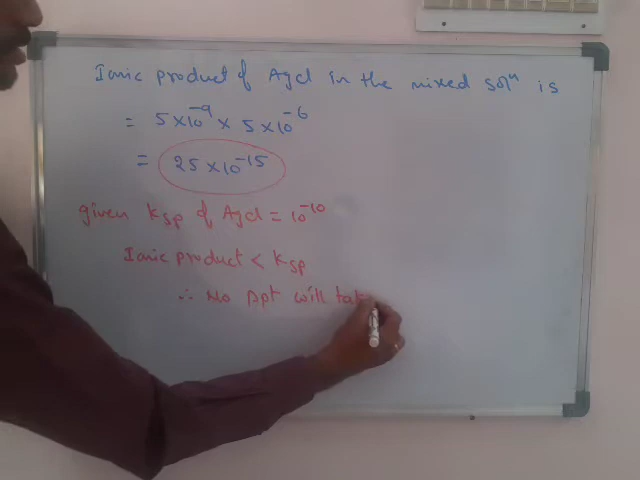 Ionic product of Agcl in the mixed solⁿ is
= 5×10⁻⁹ × 5×10⁻⁶
= 25×10⁻¹⁵
given Ksp of Agcl = 10⁻¹⁰
Ionic product < Ksp
∴ No ppt will tak